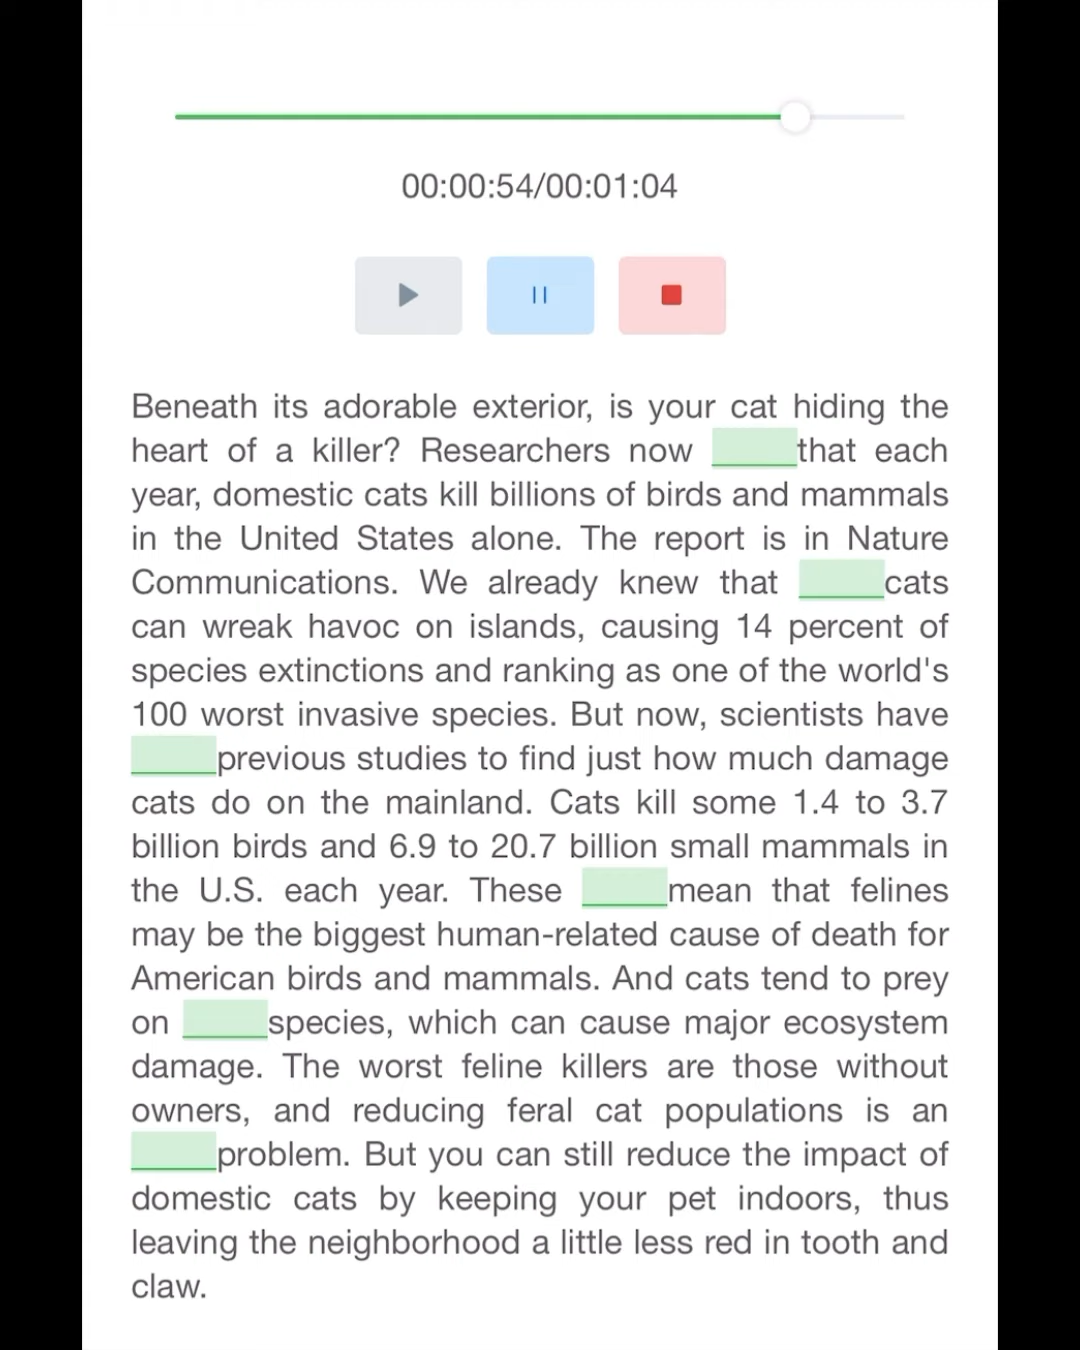 00:00:54/00:01:04
Beneath its adorable exterior, is your cat hiding the
heart of a killer? Researchers now _____that each
year, domestic cats kill billions of birds and mammals
in the United States alone. The report is in Nature
Communications. We already knew that _____cats
can wreak havoc on islands, causing 14 percent of
species extinctions and ranking as one of the world's
100 worst invasive species. But now, scientists have
_____previous studies to find just how much damage
cats do on the mainland. Cats kill some 1.4 to 3.7
billion birds and 6.9 to 20.7 billion small mammals in
the U.S. each year. These _____mean that felines
may be the biggest human-related cause of death for
American birds and mammals. And cats tend to prey
on _____species, which can cause major ecosystem
damage. The worst feline killers are those without
owners, and reducing feral cat populations is an
_____problem. But you can still reduce the impact of
domestic cats by keeping your pet indoors, thus
leaving the neighborhood a little less red in tooth and
claw.